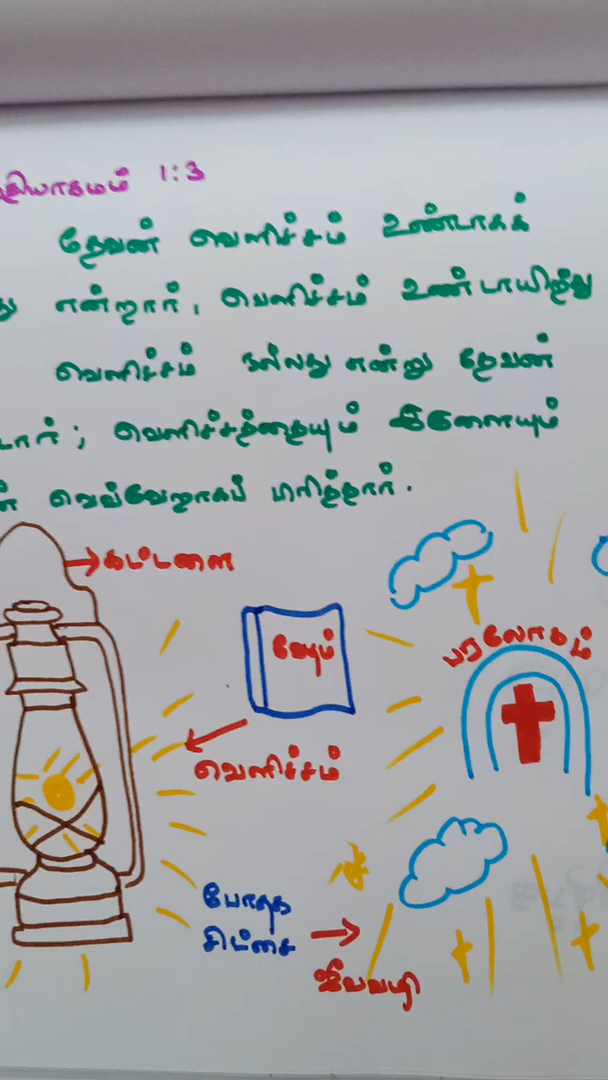 தியாகமம் 1:3
தேவன் வெளிச்சம் உண்டாகக்
து என்றார், வெளிச்சம் உண்டாயிற்று
வெளிச்சம் நல்லது என்று தேவன்
டார்; வெளிச்சத்தையும் இருளையும்
ன் வெவ்வேறாகப் பிரித்தார்.
கட்டளை
வேதம்
பரலோகம்
வெளிச்சம்
போதக
சிட்சை
ஜீவவழி